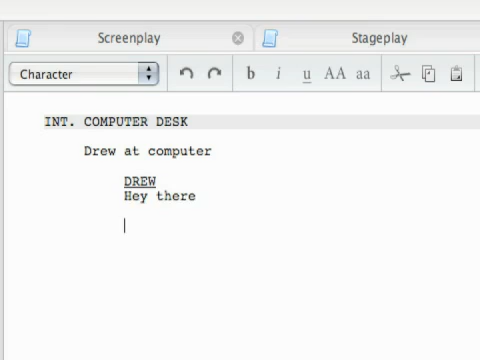 Screenplay Stageplay
Character b i u AA aa
INT. COMPUTER DESK
Drew at computer
DREW
Hey there